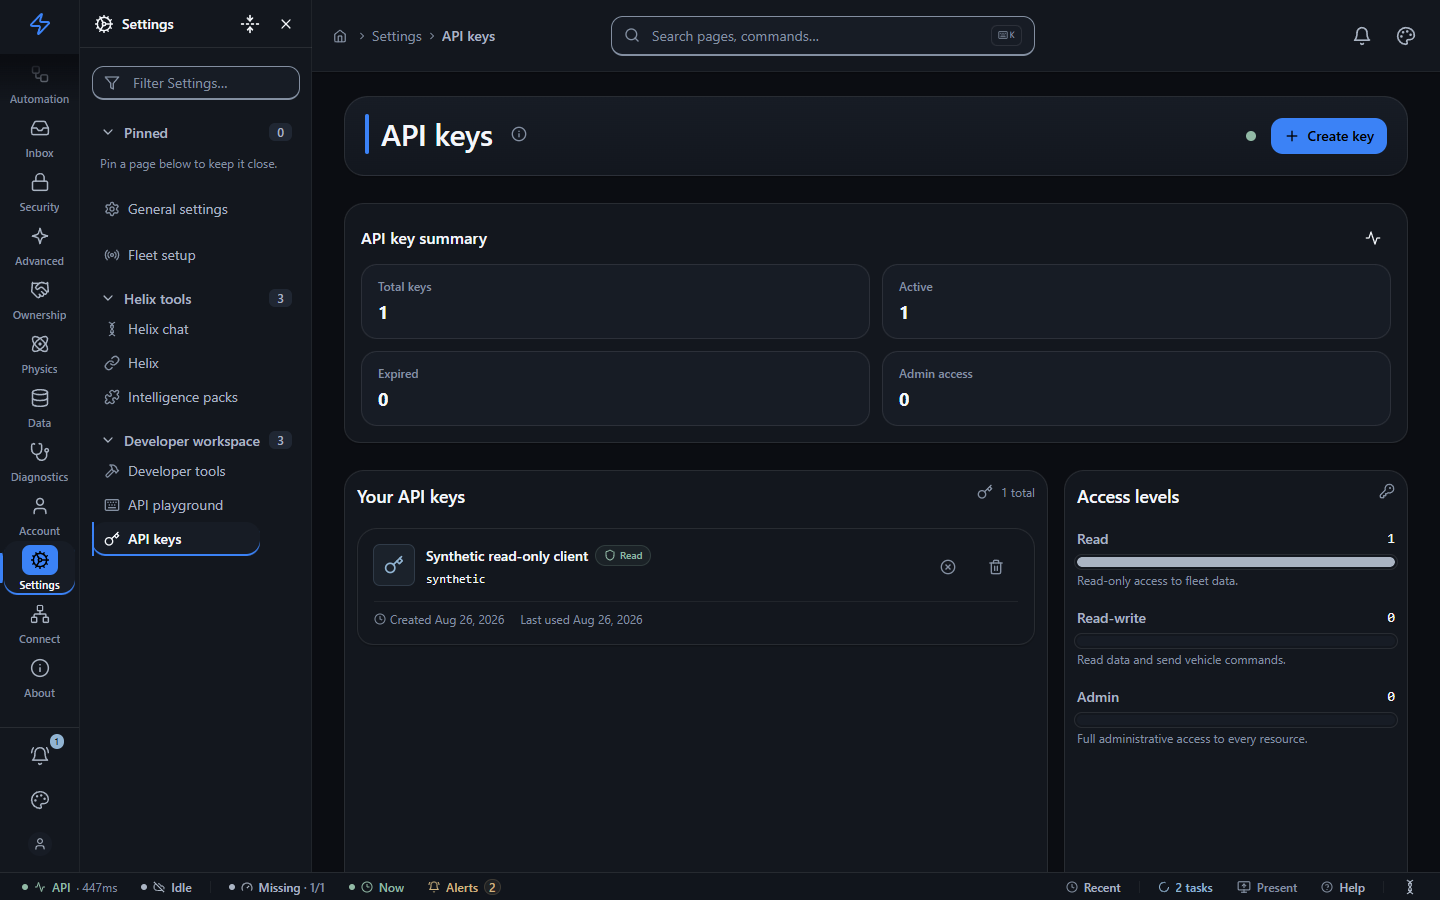 Settings
Settings
API keys
Search pages, commands...
K
Automation
Inbox
Security
Advanced
Ownership
Physics
Data
Diagnostics
Account
Settings
Connect
About
1
Filter Settings...
Pinned
0
Pin a page below to keep it close.
General settings
Fleet setup
Helix tools
3
Helix chat
Helix
Intelligence packs
Developer workspace
3
Developer tools
API playground
API keys
API keys
Create key
API key summary
Total keys
1
Active
1
Expired
0
Admin access
0
Your API keys
1 total
Synthetic read-only client
Read
synthetic
Created Aug 26, 2026
Last used Aug 26, 2026
Access levels
Read
1
Read-only access to fleet data.
Read-write
0
Read data and send vehicle commands.
Admin
0
Full administrative access to every resource.
API · 447ms
Idle
Missing · 1/1
Now
Alerts
2
Recent
2 tasks
Present
Help